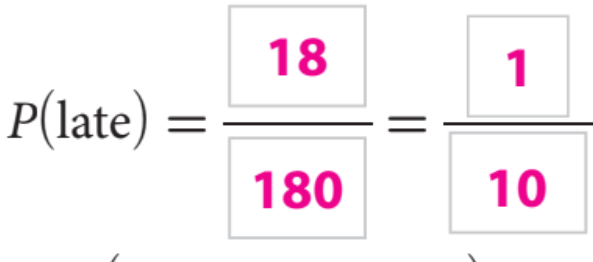 P(late) = 18/180 = 1/10